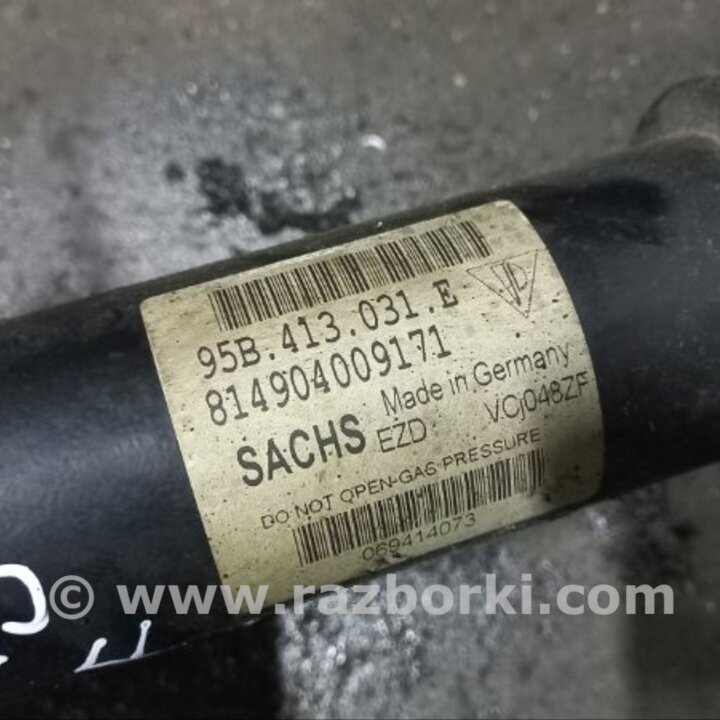 95B.413.031.E
814904009171
SACHS Made in Germany
EZD VCj048ZF
DO NOT OPEN-GAS PRESSURE
069414073
© www.razborki.com